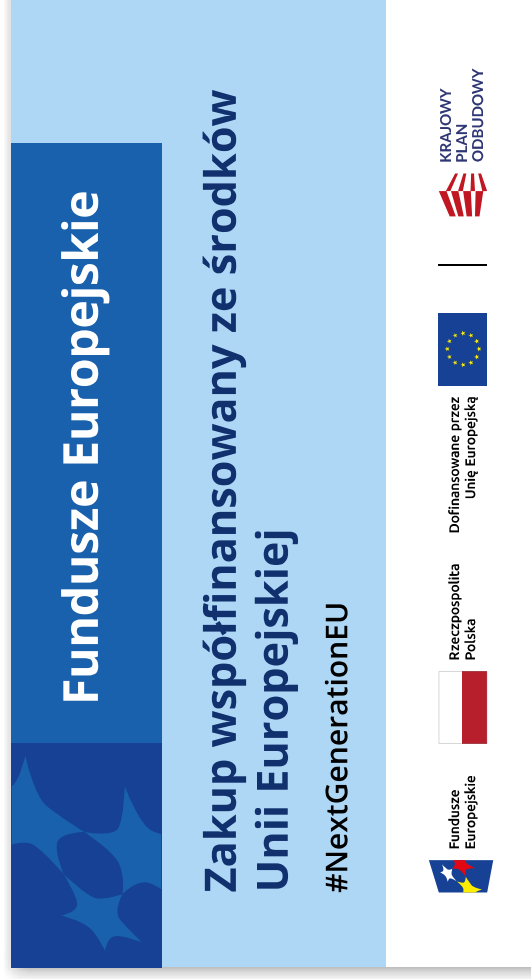 Fundusze Europejskie
Zakup współfinansowany ze środków
Unii Europejskiej
#NextGenerationEU
Fundusze
Europejskie
Rzeczpospolita
Polska
Dofinansowane przez
Unię Europejską
KRAJOWY
PLAN
ODBUDOWY